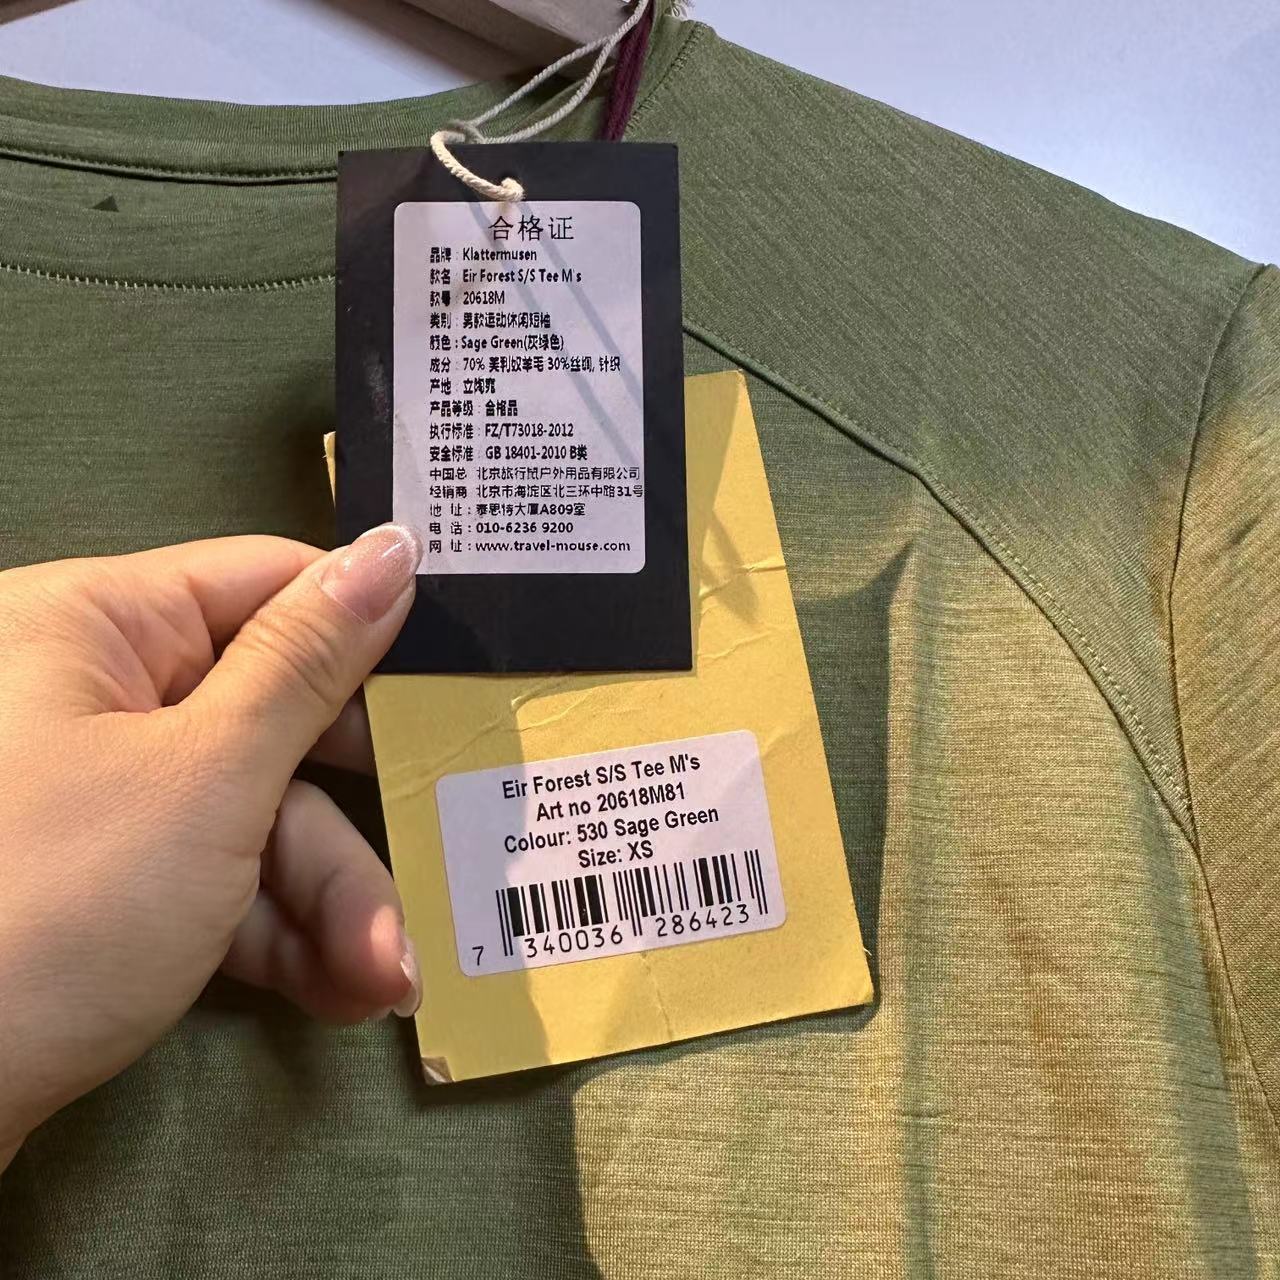 合格证
品牌：Klattermusen
款名：Eir Forest S/S Tee M's
款号：20618M
类别：男款运动休闲短袖
颜色：Sage Green(灰绿色)
成分：70% 美利奴羊毛 30%丝绸, 针织
产地：立陶宛
产品等级：合格品
执行标准：FZ/T73018-2012
安全标准：GB 18401-2010 B类
中国总 北京旅行鼠户外用品有限公司
经销商 北京市海淀区北三环中路31号
地 址：泰思特大厦A809室
电 话：010-6236 9200
网 址：www.travel-mouse.com
Eir Forest S/S Tee M's
Art no 20618M81
Colour: 530 Sage Green
Size: XS
7 340036 286423